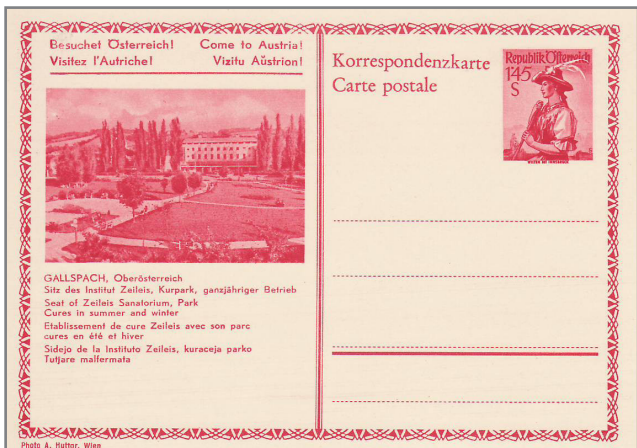 Besuchet Österreich! Come to Austria!
Visitez l'Autriche! Vizitu Aŭstrion!
Korrespondenzkarte
Carte postale
Republik Österreich
1'45
S
GALLSPACH, Oberösterreich
Sitz des Institut Zeileis, Kurpark, ganzjähriger Betrieb
Seat of Zeileis Sanatorium, Park
Cures in summer and winter
Etablissement de cure Zeileis avec son parc
cures en été et hiver
Sidejo de la Instituto Zeileis, kuraceja parko
Tutjare malfermata
Photo A. Hutter, Wien